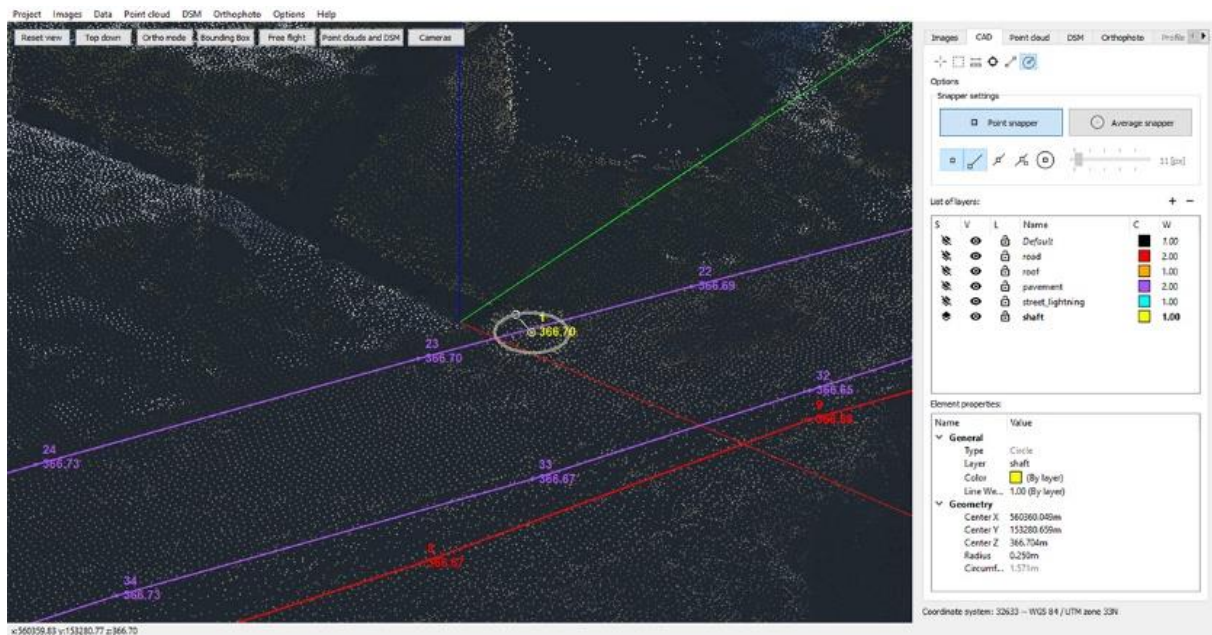 Project Images Data Point cloud DSM Orthophoto Options Help
Reset view Top down Ortho mode Bounding Box Free flight Point clouds and DSM Cameras
Images CAD Point cloud DSM Orthophoto Profile
Options
Snapper settings
Point snapper Average snapper
11 [px]
List of layers: + -
S V L Name C W
Default 1.00
road 2.00
roof 1.00
pavement 2.00
street_lightning 1.00
shaft 1.00
Element properties:
Name Value
General
Type Circle
Layer shaft
Color (By layer)
Line We... 1.00 (By layer)
Geometry
Center X 560360.049m
Center Y 153280.659m
Center Z 366.704m
Radius 0.250m
Circumf... 1.571m
Coordinate system: 32633 -- WGS 84 / UTM zone 33N
22
366.69
1
366.70
23
366.70
32
366.65
9
24
366.73
33
366.67
8
366.67
34
366.73
x:560359.83 y:153280.77 z:366.70